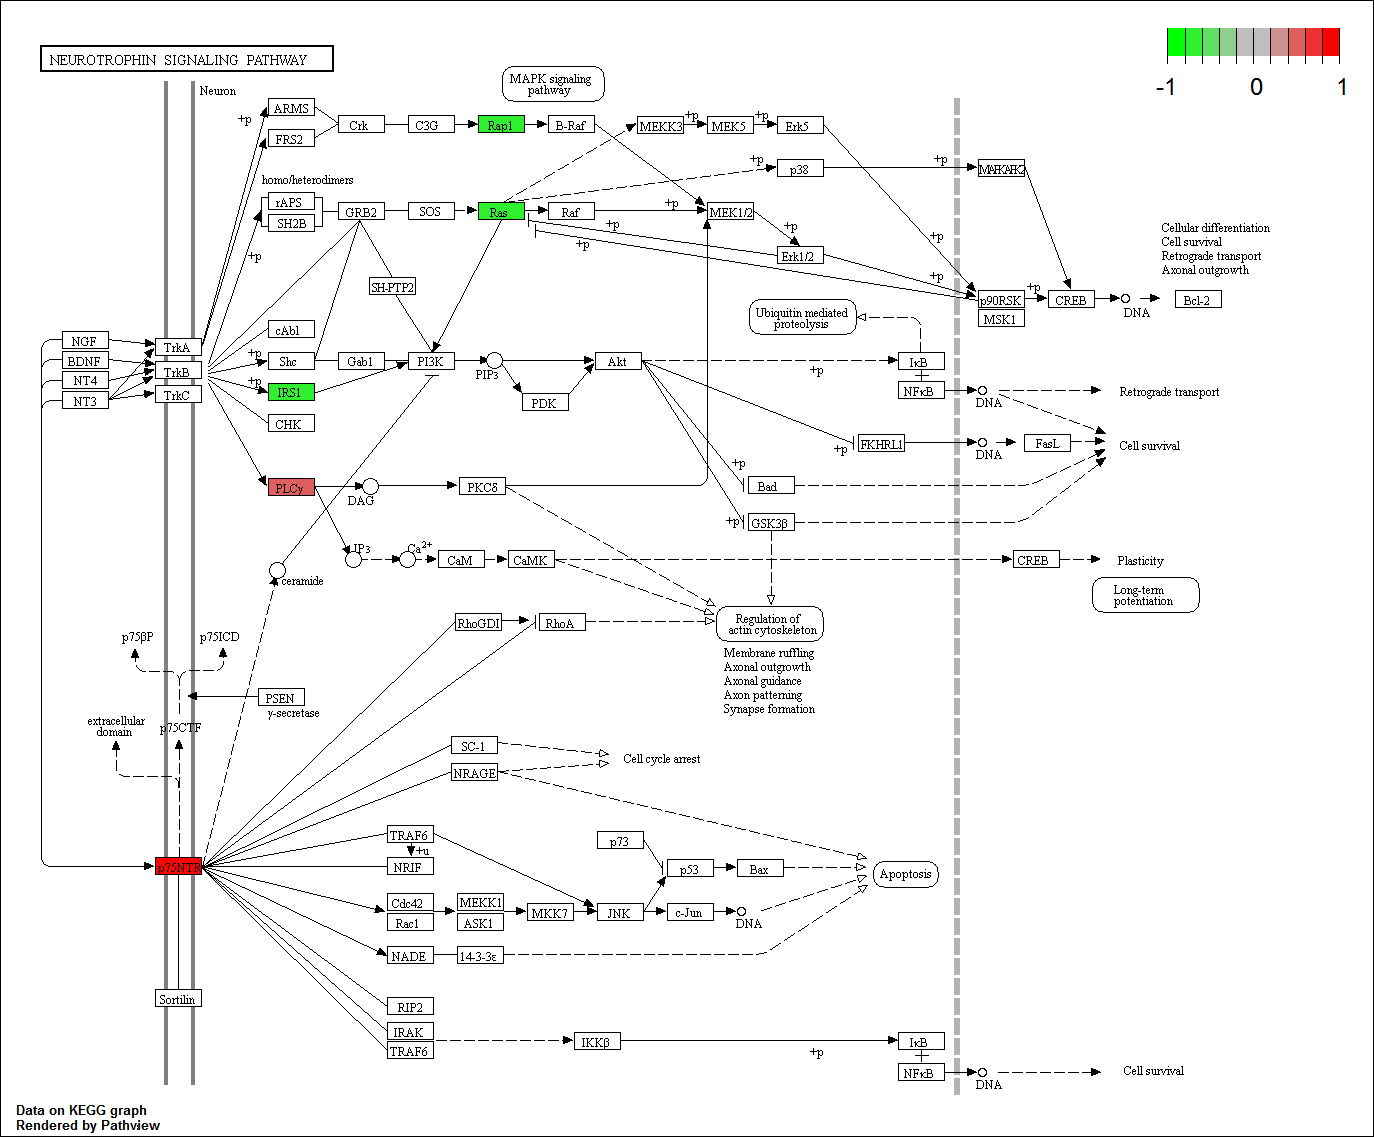 NEUROTROPHIN SIGNALING PATHWAY
-1
0
1
Neuron
MAPK signaling
pathway
+p
ARMS
FRS2
Crk
C3G
Rap1
B-Raf
MEKK3
+p
MEK5
+p
Erk5
+p
p38
+p
MAPKAPK2
homo/heterodimers
rAPS
SH2B
GRB2
SOS
Ras
Raf
+p
MEK1/2
+p
+p
+p
Erk1/2
+p
+p
+p
SH-PTP2
p90RSK
MSK1
+p
CREB
DNA
Bcl-2
Cellular differentiation
Cell survival
Retrograde transport
Axonal outgrowth
Ubiquitin mediated
proteolysis
NGF
BDNF
NT4
NT3
TrkA
TrkB
TrkC
cAbl
+p
Shc
+p
IRS1
CHK
Gab1
PI3K
PIP3
PDK
Akt
+p
IκB
NFκB
DNA
Retrograde transport
+p
FKHRL1
DNA
FasL
Cell survival
+p
Bad
+p
GSK3β
PLCγ
DAG
PKCδ
IP3
Ca2+
CaM
CaMK
CREB
Plasticity
Long-term
potentiation
ceramide
RhoGDI
RhoA
Regulation of
actin cytoskeleton
Membrane ruffling
Axonal outgrowth
Axonal guidance
Axon patterning
Synapse formation
p75βP
p75ICD
PSEN
γ-secretase
extracellular
domain
p75CTF
SC-1
NRAGE
Cell cycle arrest
p75NTR
TRAF6
+u
NRIF
p73
p53
Bax
Apoptosis
Cdc42
Rac1
MEKK1
ASK1
MKK7
JNK
c-Jun
DNA
NADE
14-3-3ε
Sortilin
RIP2
IRAK
TRAF6
IKKβ
+p
IκB
NFκB
DNA
Cell survival
Data on KEGG graph
Rendered by Pathview